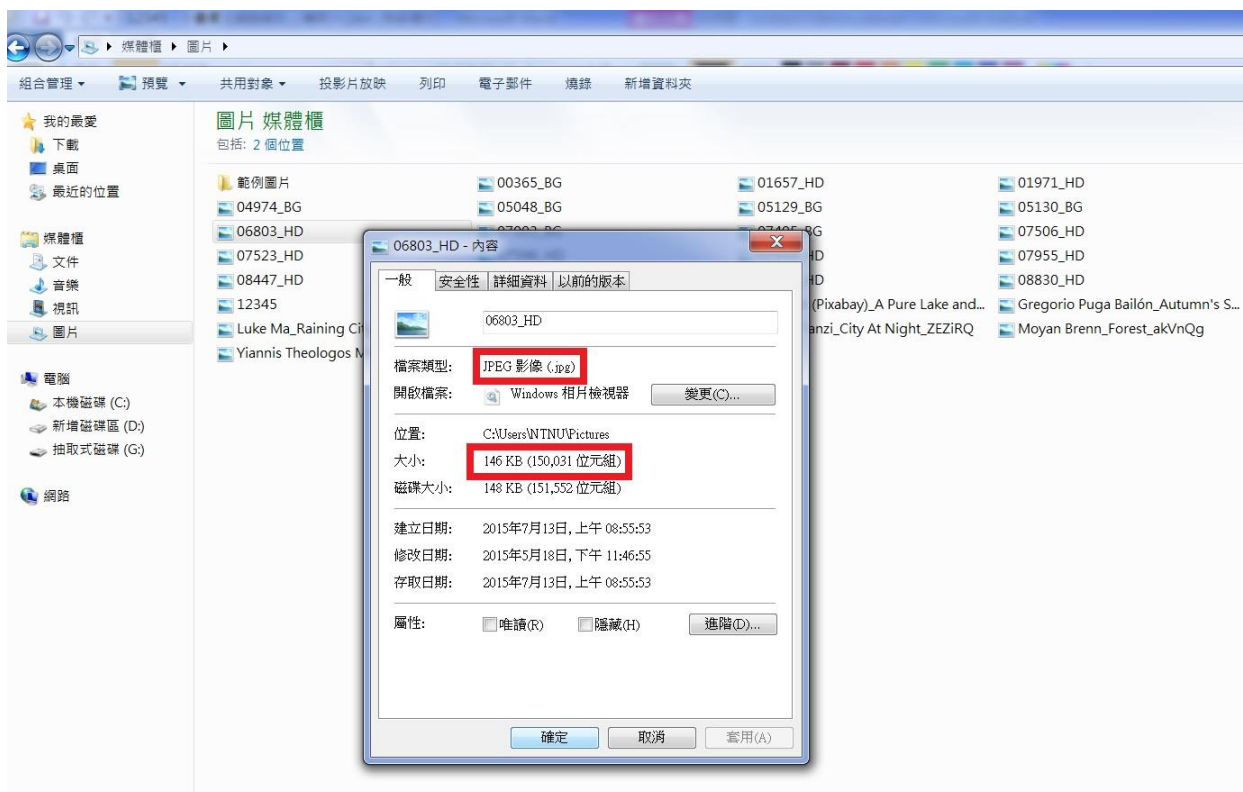 媒體櫃 ▸ 圖片 ▸
組合管理 預覽 共用對象 投影片放映 列印 電子郵件 燒錄 新增資料夾
我的最愛
下載
桌面
最近的位置
媒體櫃
文件
音樂
視訊
圖片
電腦
本機磁碟 (C:)
新增磁碟區 (D:)
抽取式磁碟 (G:)
網路
圖片 媒體櫃
包括: 2 個位置
範例圖片 00365_BG 01657_HD 01971_HD
04974_BG 05048_BG 05129_BG 05130_BG
06803_HD 07506_HD
07523_HD HD 07955_HD
08447_HD HD 08830_HD
12345 (Pixabay)_A Pure Lake and... Gregorio Puga Bailón_Autumn's S...
Luke Ma_Raining Ci anzi_City At Night_ZEZiRQ Moyan Brenn_Forest_akVnQg
Yiannis Theologos M
06803_HD - 內容
一般 安全性 詳細資料 以前的版本
06803_HD
檔案類型: JPEG 影像 (.jpg)
開啟檔案: Windows 相片檢視器 變更(C)...
位置: C:\Users\NTNU\Pictures
大小: 146 KB (150,031 位元組)
磁碟大小: 148 KB (151,552 位元組)
建立日期: 2015年7月13日, 上午 08:55:53
修改日期: 2015年5月18日, 下午 11:46:55
存取日期: 2015年7月13日, 上午 08:55:53
屬性: 唯讀(R) 隱藏(H) 進階(D)...
確定 取消 套用(A)